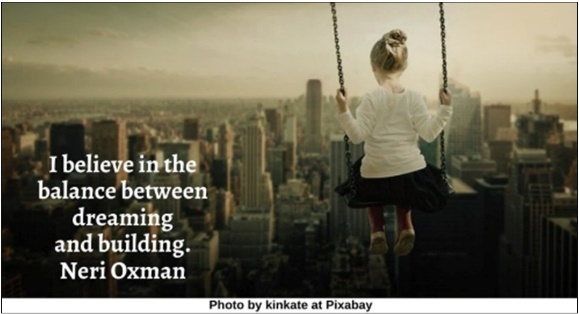 I believe in the
balance between
dreaming
and building.
Neri Oxman
Photo by kinkate at Pixabay